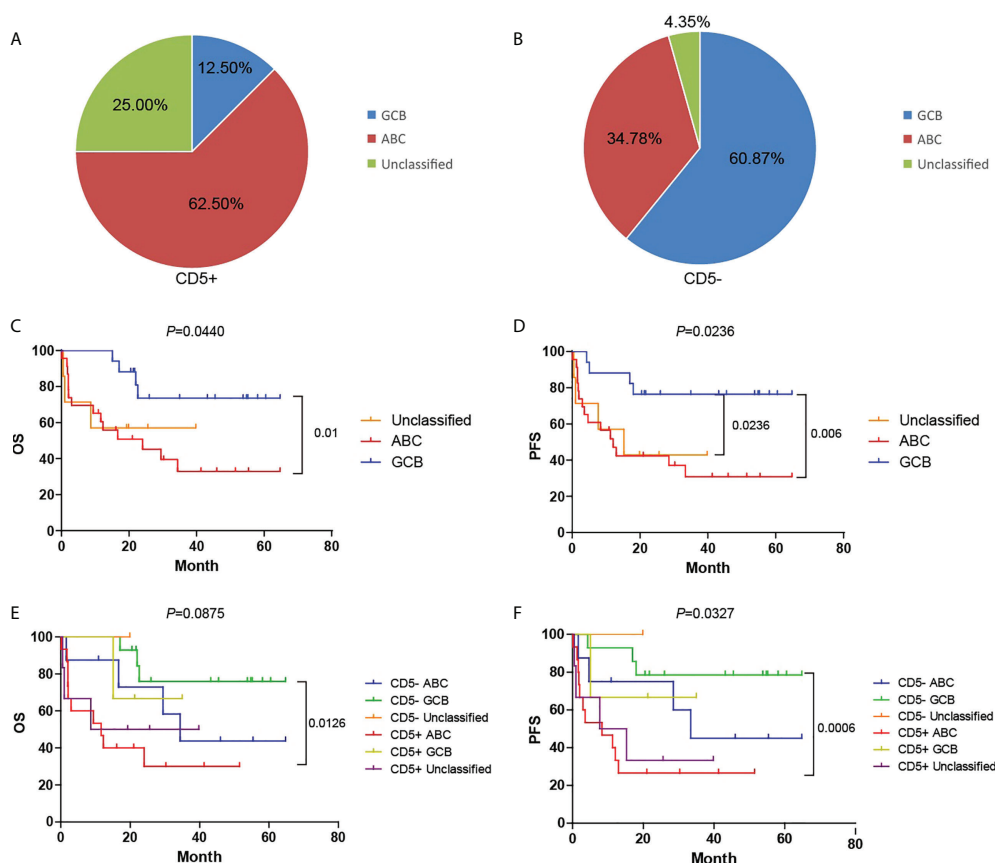 A
12.50%
25.00%
62.50%
CD5+
GCB
ABC
Unclassified
B
4.35%
34.78%
60.87%
CD5-
GCB
ABC
Unclassified
C
P=0.0440
OS
100
80
60
40
20
0
0 20 40 60 80
Month
0.01
Unclassified
ABC
GCB
D
P=0.0236
PFS
100
80
60
40
20
0
0 20 40 60 80
Month
0.0236
0.006
Unclassified
ABC
GCB
E
P=0.0875
OS
100
80
60
40
20
0
0 20 40 60 80
Month
0.0126
CD5- ABC
CD5- GCB
CD5- Unclassified
CD5+ ABC
CD5+ GCB
CD5+ Unclassified
F
P=0.0327
PFS
100
80
60
40
20
0
0 20 40 60 80
Month
0.0006
CD5- ABC
CD5- GCB
CD5- Unclassified
CD5+ ABC
CD5+ GCB
CD5+ Unclassified